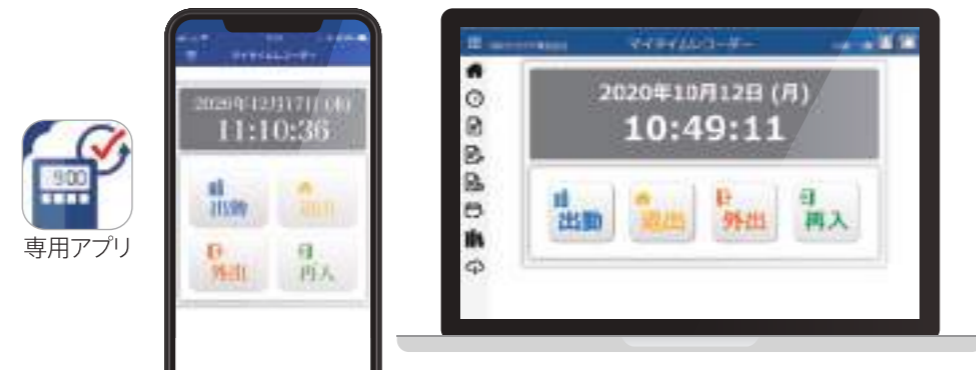 9:00
専用アプリ
マイタイムレコーダー
2020年12月17日 (木)
11:10:36
出勤
退出
外出
再入
マイタイムレコーダー
2020年10月12日 (月)
10:49:11
出勤
退出
外出
再入